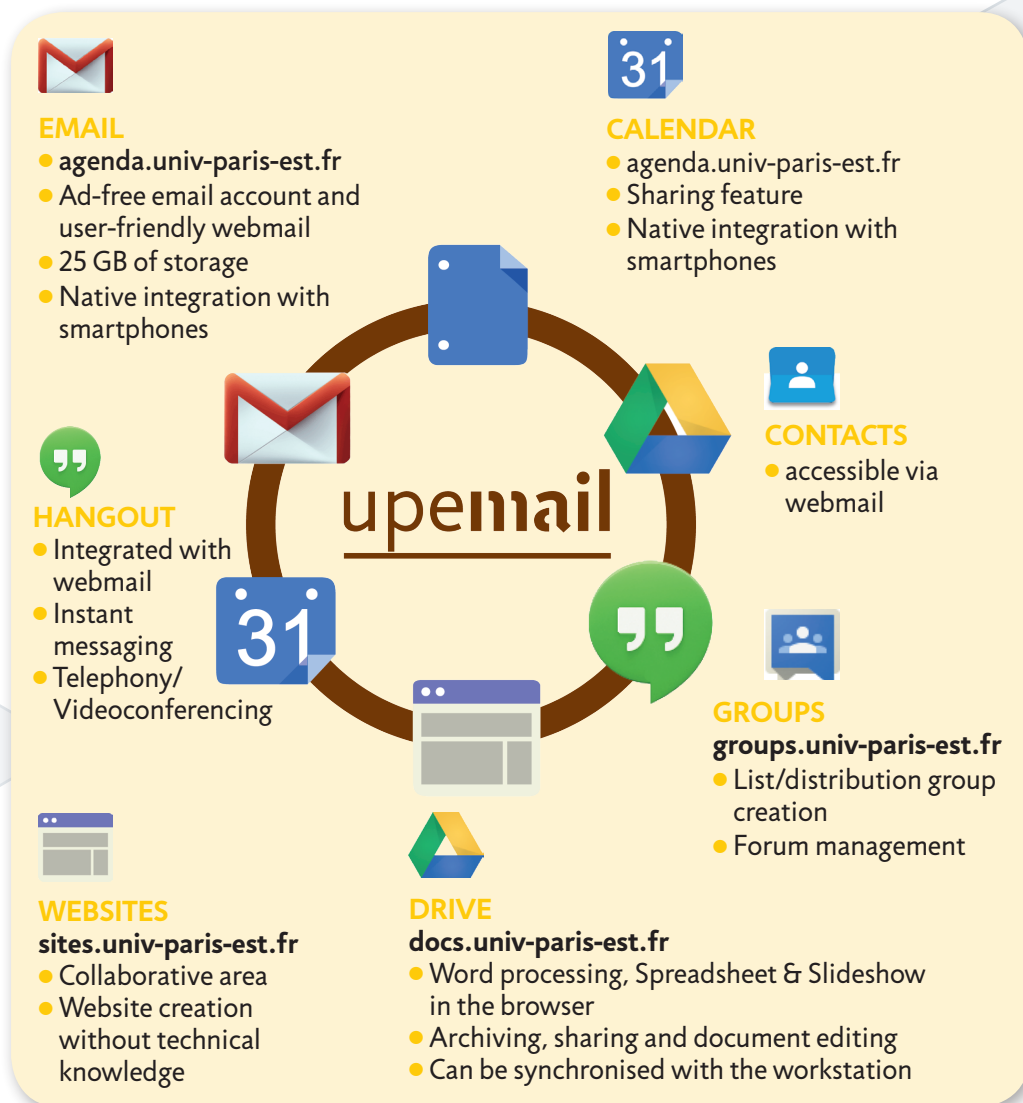 EMAIL
• agenda.univ-paris-est.fr
• Ad-free email account and
user-friendly webmail
• 25 GB of storage
• Native integration with
smartphones
31
CALENDAR
• agenda.univ-paris-est.fr
• Sharing feature
• Native integration with
smartphones
CONTACTS
• accessible via
webmail
upemail
HANGOUT
• Integrated with
webmail
• Instant
messaging
• Telephony/
Videoconferencing
31
GROUPS
groups.univ-paris-est.fr
• List/distribution group
creation
• Forum management
WEBSITES
sites.univ-paris-est.fr
• Collaborative area
• Website creation
without technical
knowledge
DRIVE
docs.univ-paris-est.fr
• Word processing, Spreadsheet & Slideshow
in the browser
• Archiving, sharing and document editing
• Can be synchronised with the workstation